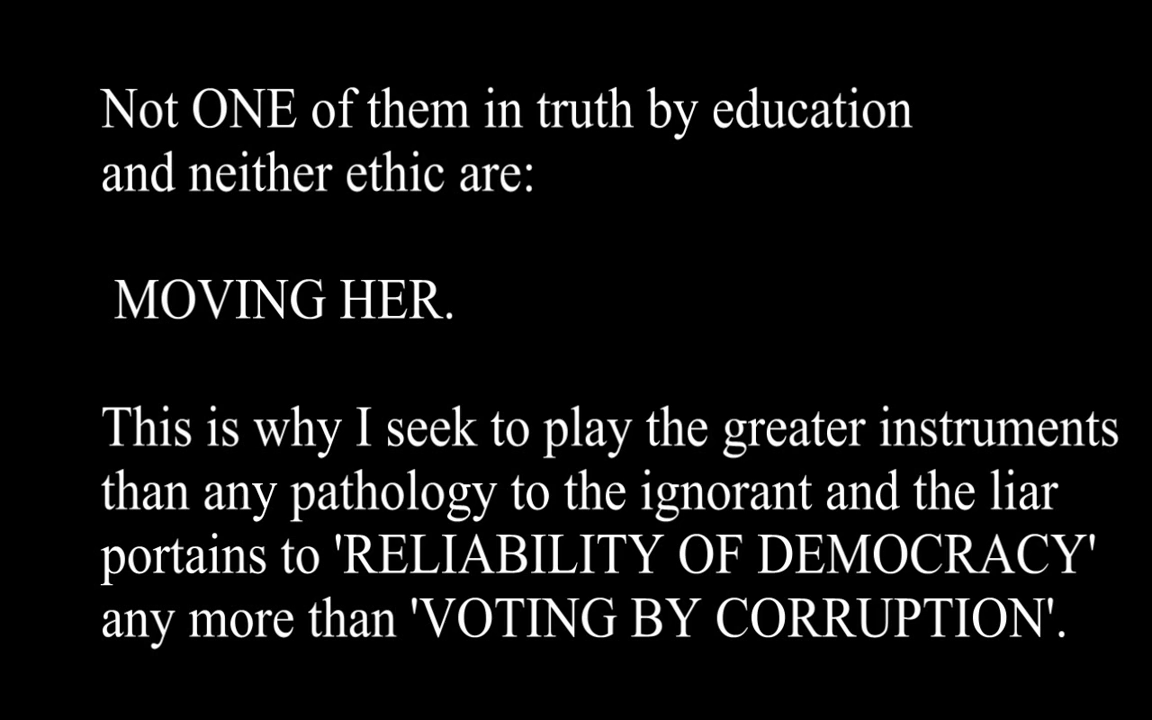 Not ONE of them in truth by education
and neither ethic are:
MOVING HER.
This is why I seek to play the greater instruments
than any pathology to the ignorant and the liar
portains to 'RELIABILITY OF DEMOCRACY'
any more than 'VOTING BY CORRUPTION'.